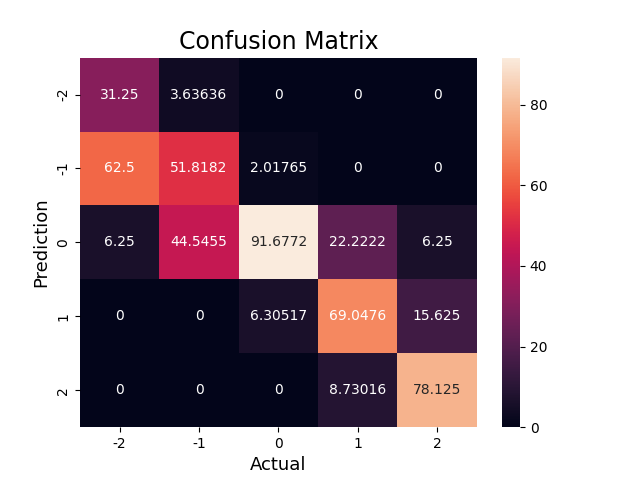 Confusion Matrix
-2 31.25 3.63636 0 0 0
-1 62.5 51.8182 2.01765 0 0
0 6.25 44.5455 91.6772 22.2222 6.25
1 0 0 6.30517 69.0476 15.625
2 0 0 0 8.73016 78.125
-2 -1 0 1 2
Prediction
Actual
80
60
40
20
0